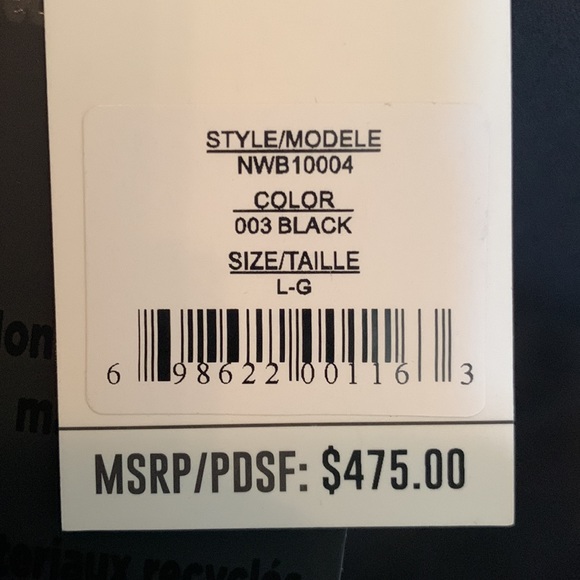 STYLE/MODELE
NWB10004
COLOR
003 BLACK
SIZE/TAILLE
L-G
6 98622 00116 3
MSRP/PDSF: $475.00